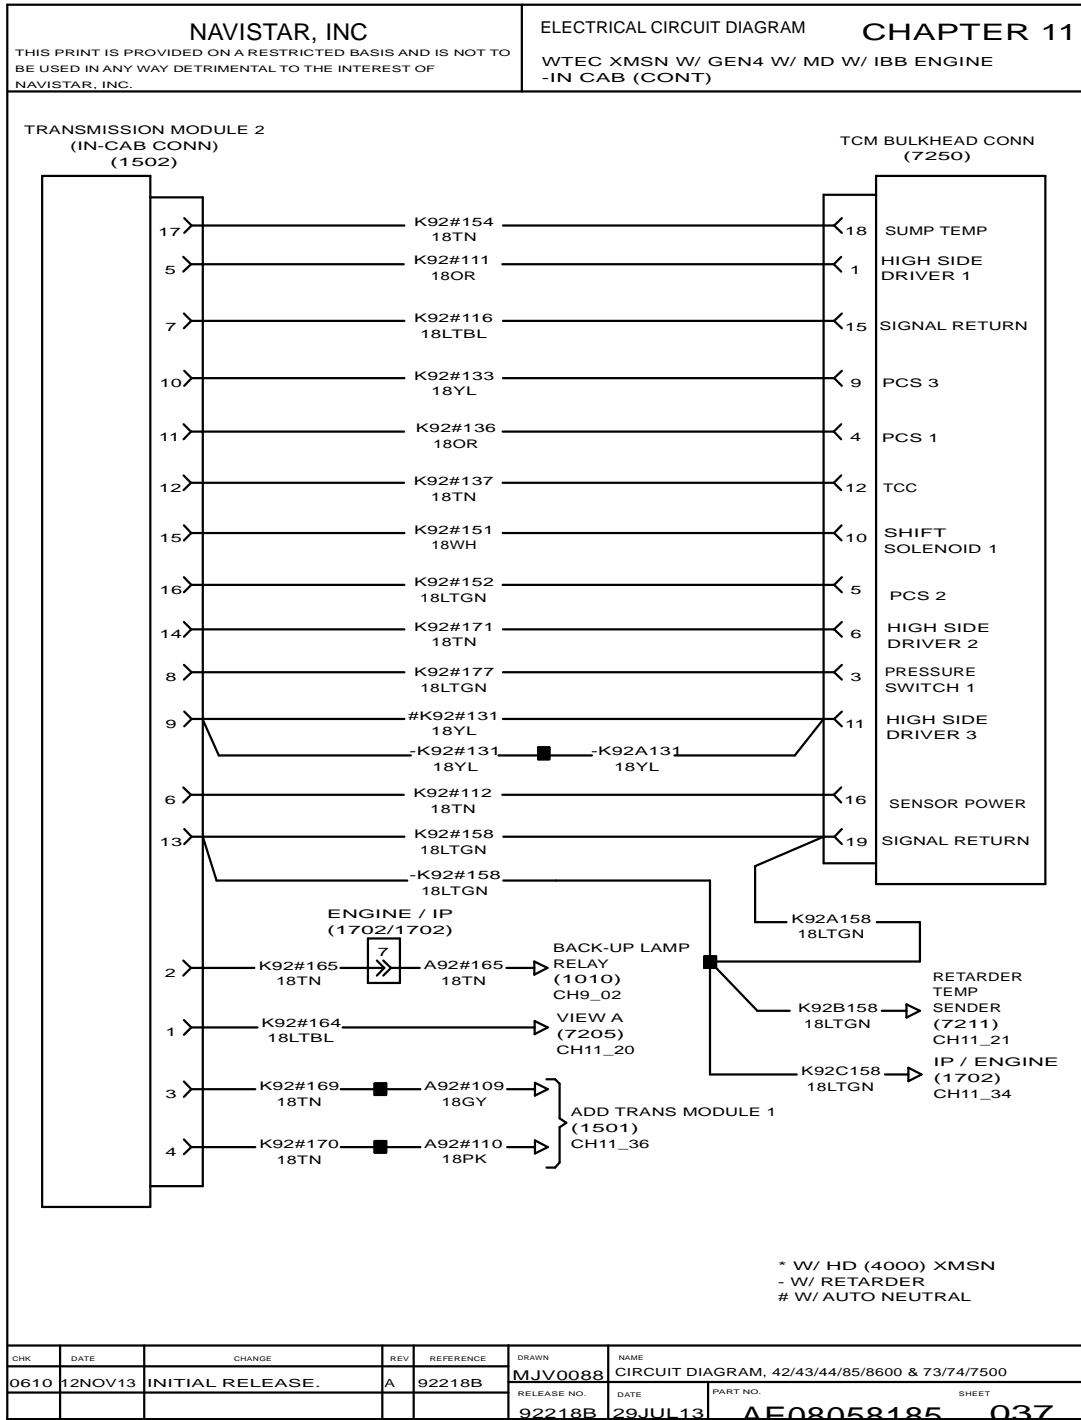 NAVISTAR, INC
THIS PRINT IS PROVIDED ON A RESTRICTED BASIS AND IS NOT TO
BE USED IN ANY WAY DETRIMENTAL TO THE INTEREST OF
NAVISTAR, INC.
ELECTRICAL CIRCUIT DIAGRAM
CHAPTER 11
WTEC XMSN W/ GEN4 W/ MD W/ IBB ENGINE
-IN CAB (CONT)
TRANSMISSION MODULE 2
(IN-CAB CONN)
(1502)
TCM BULKHEAD CONN
(7250)
17 K92#154 18 SUMP TEMP
18TN
5 K92#111 1 HIGH SIDE
18OR DRIVER 1
7 K92#116 15 SIGNAL RETURN
18LTBL
10 K92#133 9 PCS 3
18YL
11 K92#136 4 PCS 1
18OR
12 K92#137 12 TCC
18TN
15 K92#151 10 SHIFT
18WH SOLENOID 1
16 K92#152 5 PCS 2
18LTGN
14 K92#171 6 HIGH SIDE
18TN DRIVER 2
8 K92#177 3 PRESSURE
18LTGN SWITCH 1
9 #K92#131 11 HIGH SIDE
18YL DRIVER 3
-K92#131 -K92A131
18YL 18YL
6 K92#112 16 SENSOR POWER
18TN
13 K92#158 19 SIGNAL RETURN
18LTGN
-K92#158
18LTGN
K92A158
18LTGN
ENGINE / IP
(1702/1702)
7
2 K92#165 A92#165
18TN 18TN
BACK-UP LAMP
RELAY
(1010)
CH9_02
K92B158
18LTGN
RETARDER
TEMP
SENDER
(7211)
CH11_21
1 K92#164
18LTBL
VIEW A
(7205)
CH11_20
K92C158
18LTGN
IP / ENGINE
(1702)
CH11_34
3 K92#169 A92#109
18TN 18GY
4 K92#170 A92#110
18TN 18PK
ADD TRANS MODULE 1
(1501)
CH11_36
* W/ HD (4000) XMSN
- W/ RETARDER
# W/ AUTO NEUTRAL
CHK DATE CHANGE REV REFERENCE
0610 12NOV13 INITIAL RELEASE. A 92218B
DRAWN
MJV0088
NAME
CIRCUIT DIAGRAM, 42/43/44/85/8600 & 73/74/7500
RELEASE NO. DATE PART NO. SHEET
92218B 29JUL13 AE08058185 037